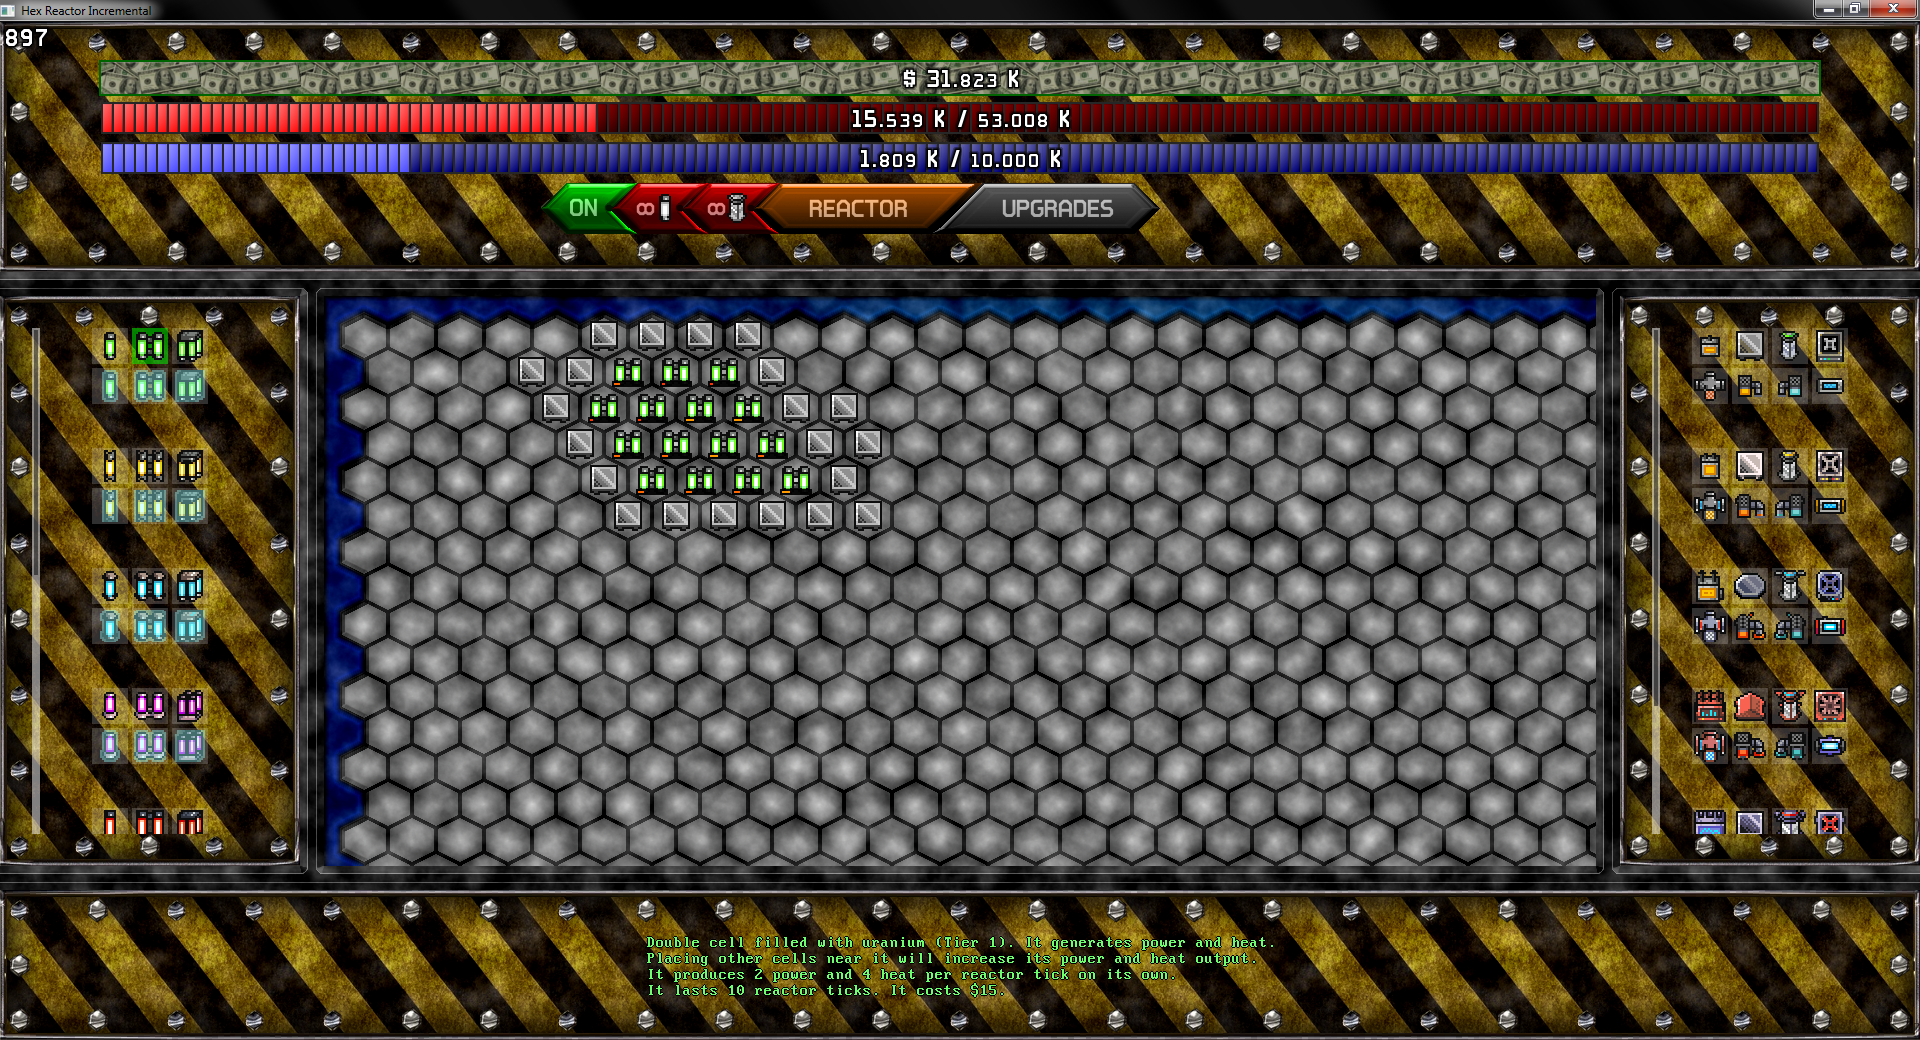 Hex Reactor Incremental
897
$ 31.823 K
15.539 K / 53.008 K
1.809 K / 10.000 K
ON
∞
∞
REACTOR
UPGRADES
Double cell filled with uranium (Tier 1). It generates power and heat.
Placing other cells near it will increase its power and heat output.
It produces 2 power and 4 heat per reactor tick on its own.
It lasts 10 reactor ticks. It costs $15.